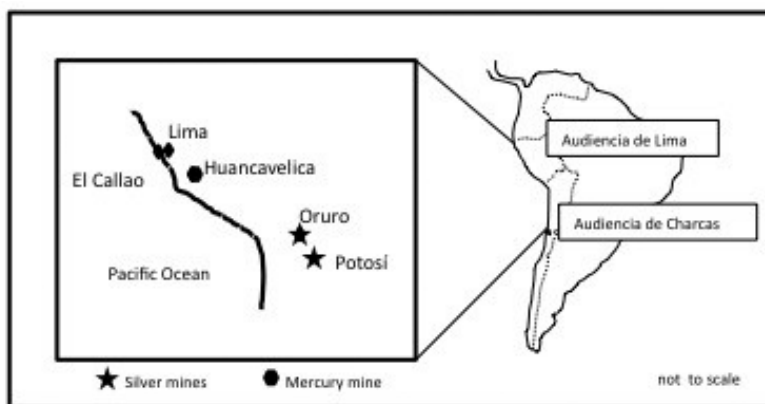 Lima
El Callao
Huancavelica
Oruro
Potosí
Pacific Ocean
Audiencia de Lima
Audiencia de Charcas
Silver mines
Mercury mine
not to scale